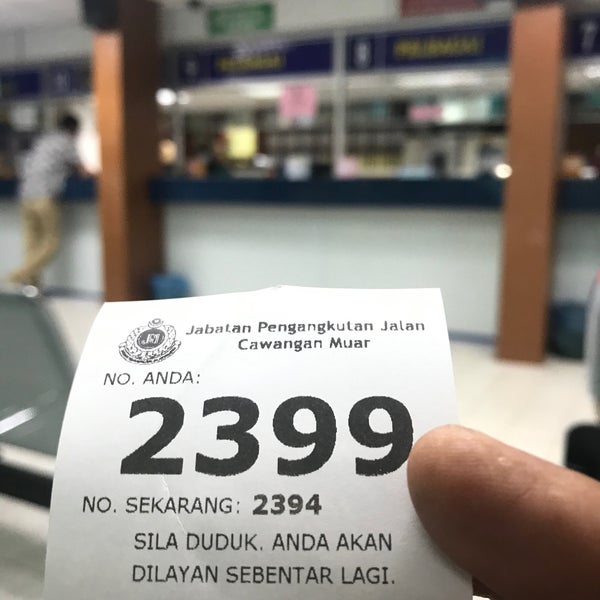 Jabatan Pengangkutan Jalan
Cawangan Muar
NO. ANDA:
2399
NO. SEKARANG: 2394
SILA DUDUK. ANDA AKAN
DILAYAN SEBENTAR LAGI.